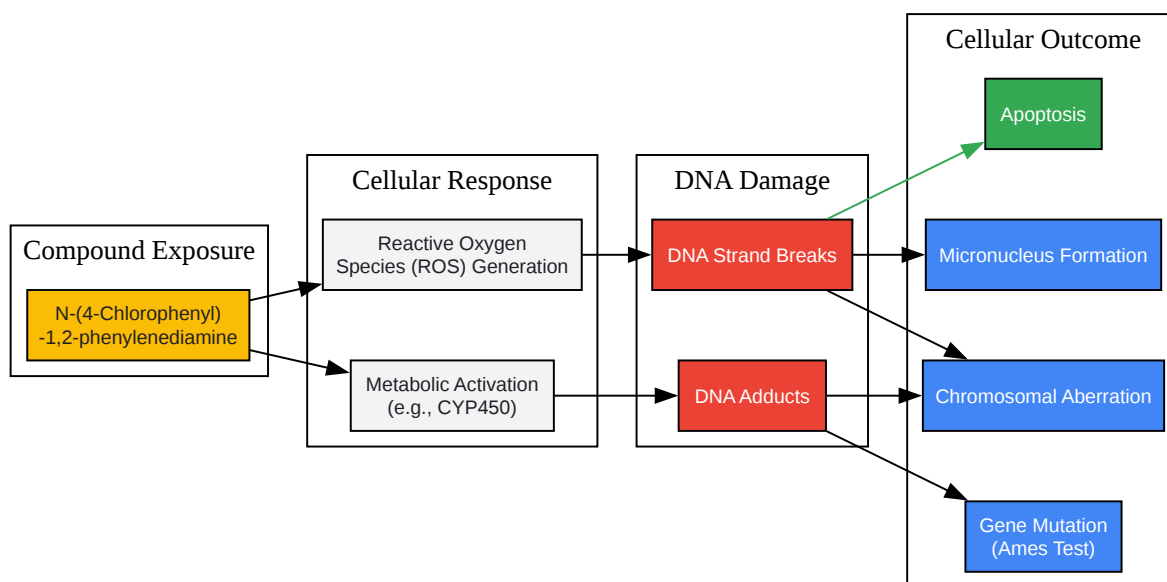 Compound Exposure
N-(4-Chlorophenyl)
-1,2-phenylenediamine
Cellular Response
Reactive Oxygen
Species (ROS) Generation
Metabolic Activation
(e.g., CYP450)
DNA Damage
DNA Strand Breaks
DNA Adducts
Cellular Outcome
Apoptosis
Micronucleus Formation
Chromosomal Aberration
Gene Mutation
(Ames Test)